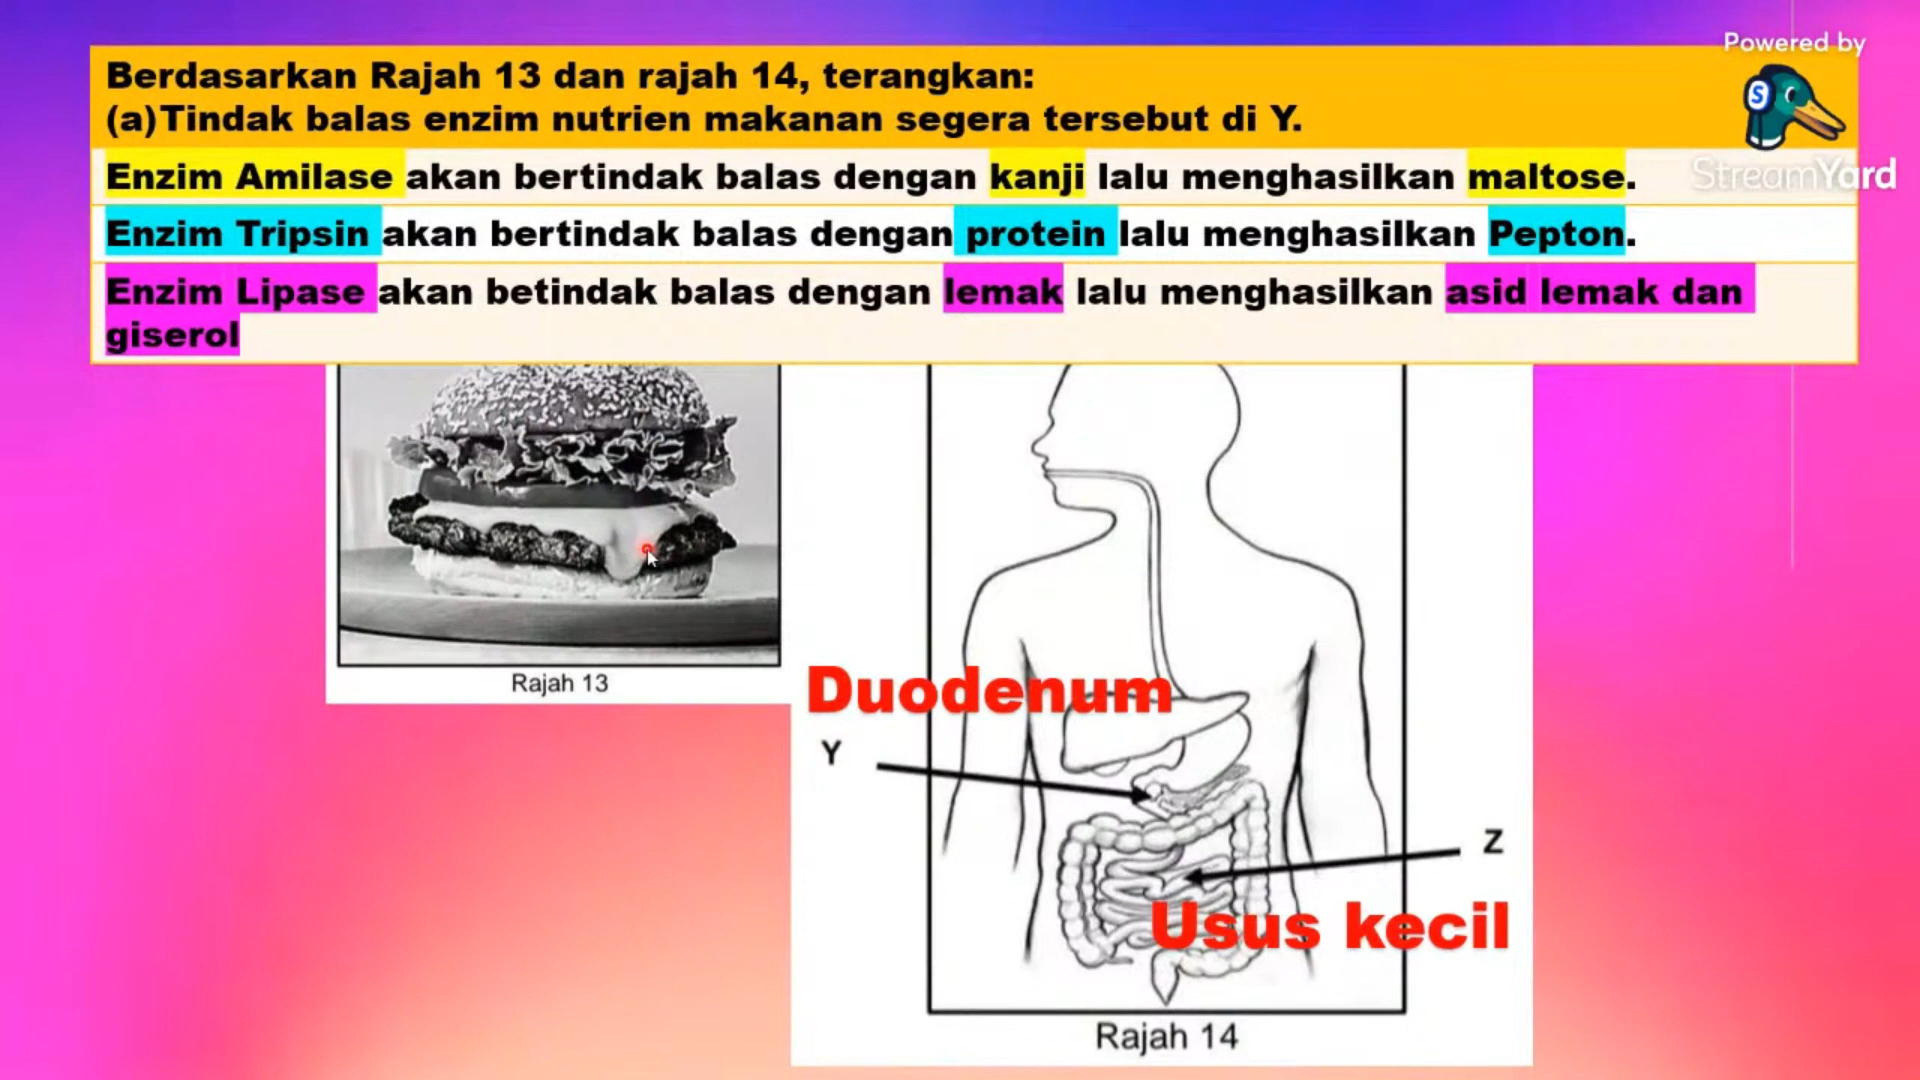 Powered by
StreamYard
Berdasarkan Rajah 13 dan rajah 14, terangkan:
(a)Tindak balas enzim nutrien makanan segera tersebut di Y.
Enzim Amilase akan bertindak balas dengan kanji lalu menghasilkan maltose.
Enzim Tripsin akan bertindak balas dengan protein lalu menghasilkan Pepton.
Enzim Lipase akan betindak balas dengan lemak lalu menghasilkan asid lemak dan
giserol
Rajah 13
Duodenum
Y
Z
Usus kecil
Rajah 14